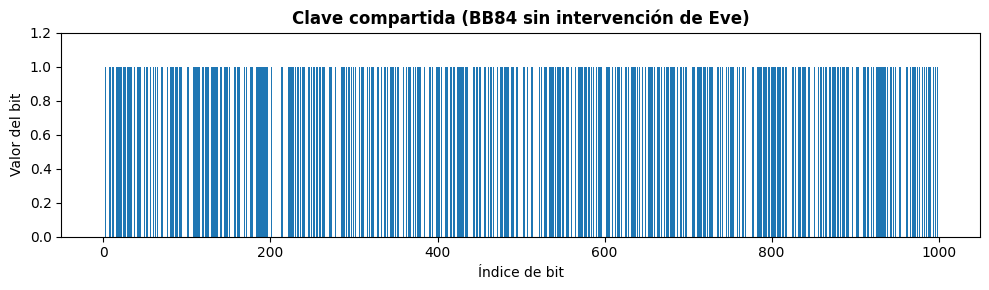 Clave compartida (BB84 sin intervención de Eve)
1.2
1.0
0.8
0.6
0.4
0.2
0.0
Valor del bit
0 200 400 600 800 1000
Índice de bit